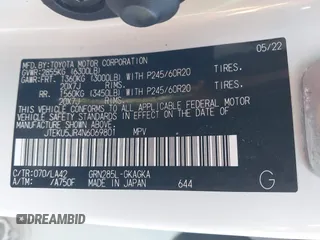 MFD.BY:TOYOTA MOTOR CORPORATION 05/22
GVWR:2855KG (6300LB)
GAWR:FR. 1360KG (3000LB) WITH P245/60R20 TIRES,
20X7J RIMS,
RR. 1560KG (3450LB) WITH P245/60R20 TIRES,
20X7J RIMS,
THIS VEHICLE CONFORMS TO ALL APPLICABLE FEDERAL MOTOR
VEHICLE SAFETY STANDARDS IN EFFECT ON THE DATE OF
MANUFACTURE SHOWN ABOVE.
JTEKU5JR4N6069801 MPV
C/TR:070/LA42 GRN285L-GKAGKA
A/TM: /A750F MADE IN JAPAN 644 G